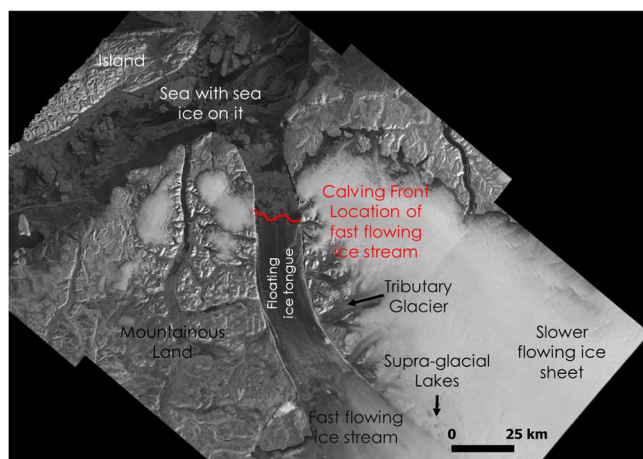 Island
Sea with sea
ice on it
Calving Front
Location of
fast flowing
ice stream
Floating
ice tongue
Tributary
Glacier
Mountainous
Land
Slower
flowing ice
sheet
Supra-glacial
Lakes
Fast flowing
ice stream
0 25 km